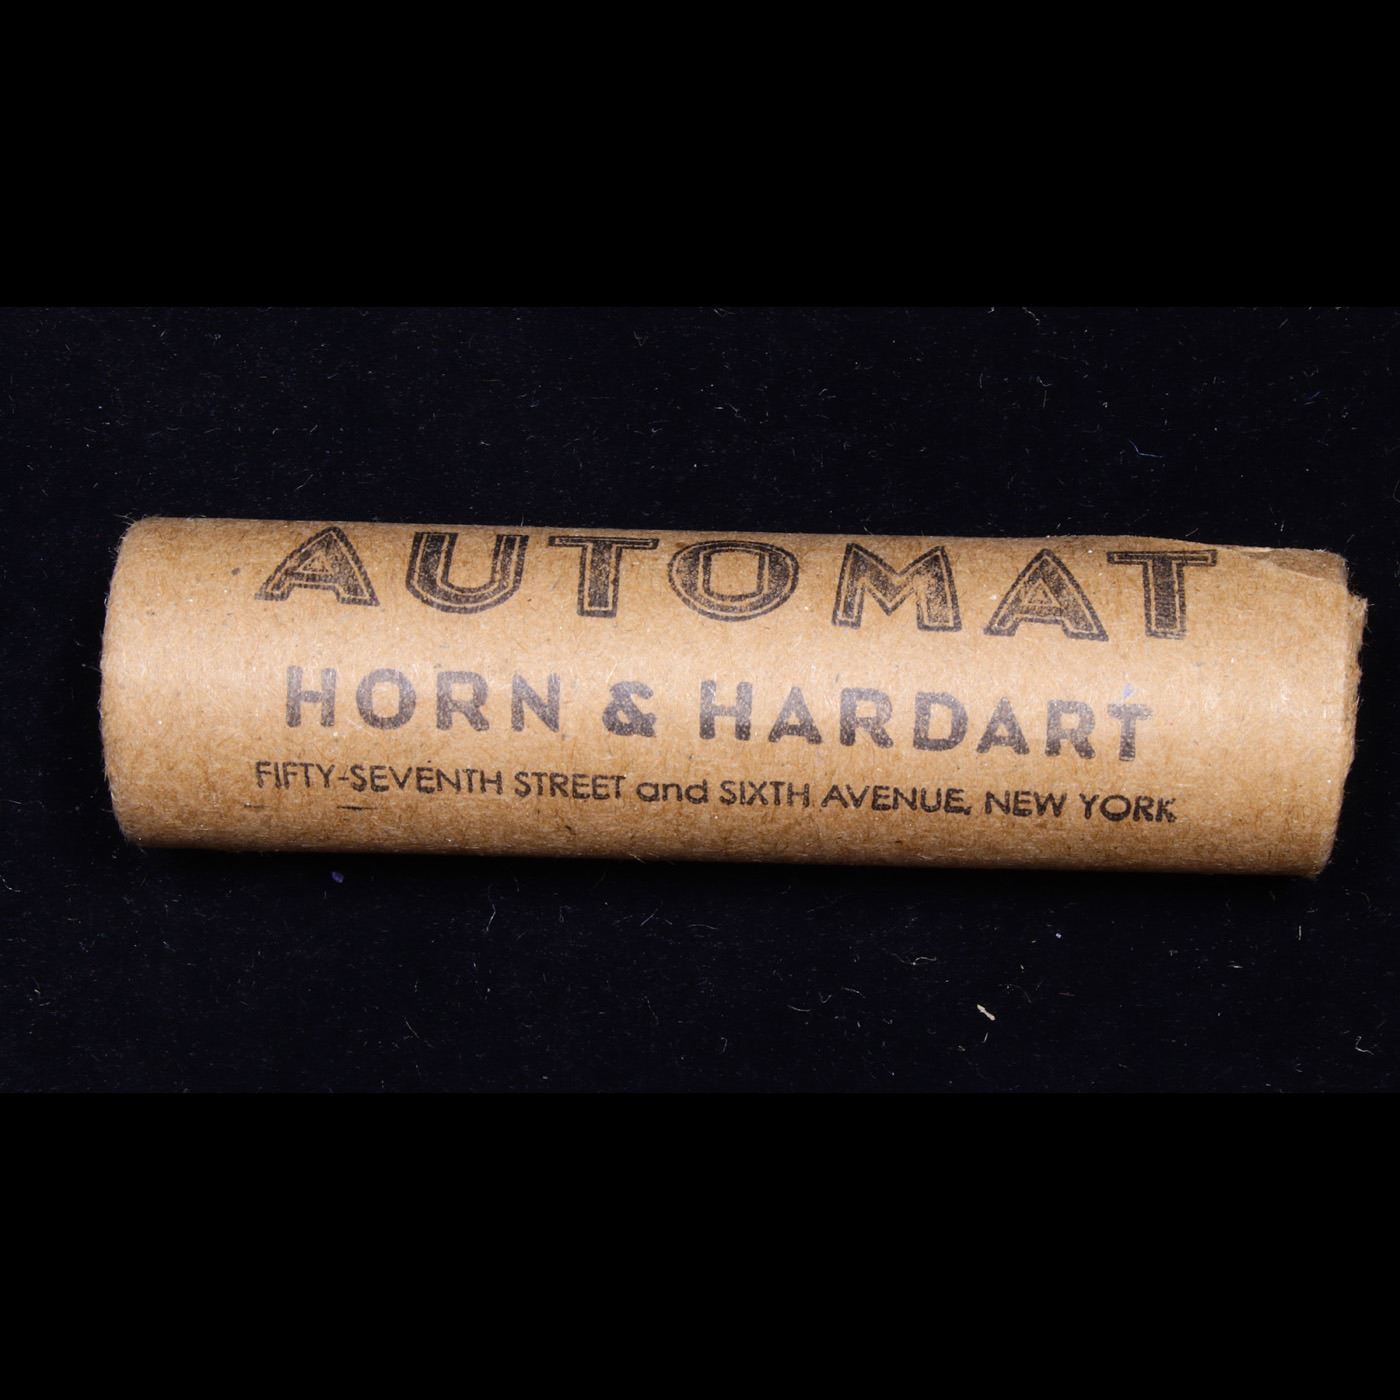 AUTOMAT
HORN & HARDART
FIFTY-SEVENTH STREET and SIXTH AVENUE, NEW YORK